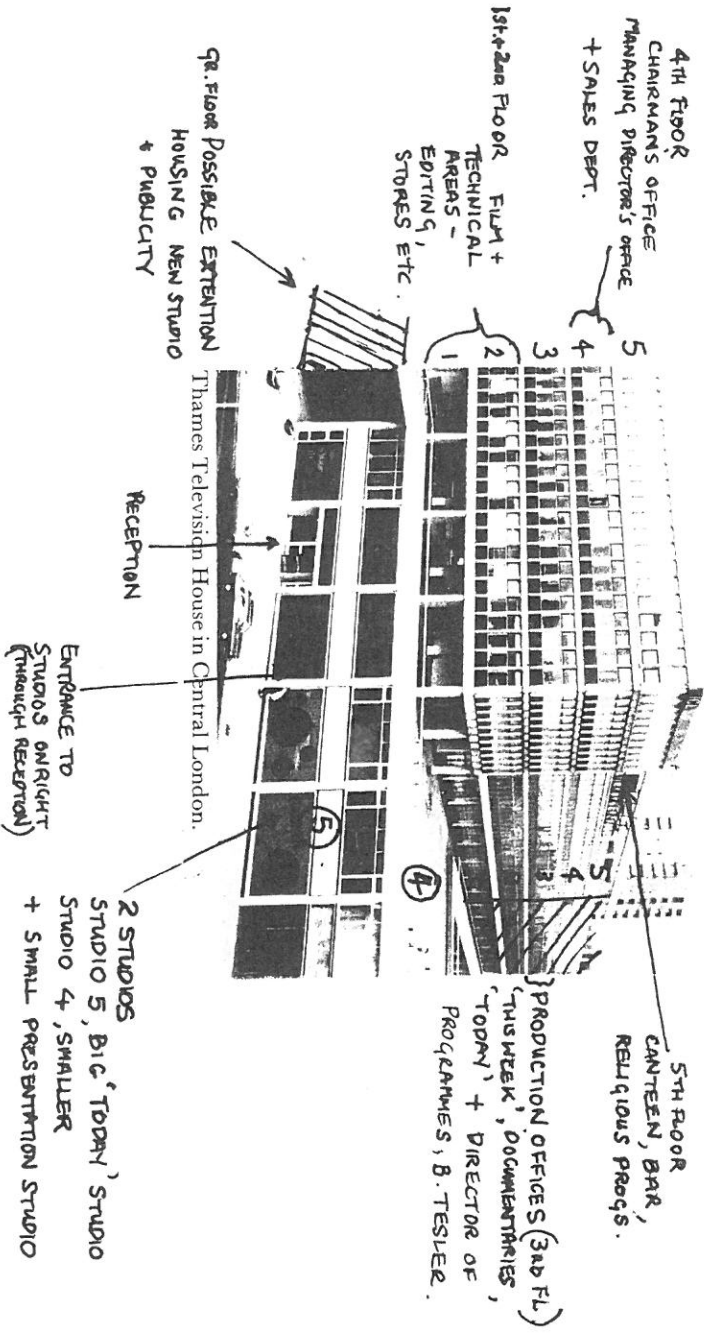 4TH FLOOR
CHAIRMANS OFFICE
MANAGING DIRECTOR'S OFFICE
+ SALES DEPT.
1st.+2nd FLOOR FILM +
TECHNICAL
AREAS -
EDITING,
STORES ETC.
GR. FLOOR POSSIBLE EXTENTION
HOUSING NEW STUDIO
+ PUBLICITY
5
4
3
2
1
5
4
3
4
5
5TH FLOOR
CANTEEN, BAR,
RELIGIOUS PROGS.
} PRODUCTION OFFICES (3RD FL)
'THIS WEEK', DOCUMENTARIES,
'TODAY' + DIRECTOR OF
PROGRAMMES, B. TESLER.
Thames Television House in Central London.
RECEPTION
ENTRANCE TO
STUDIOS ON RIGHT
(THROUGH RECEPTION)
2 STUDIOS
STUDIO 5, BIG 'TODAY' STUDIO
STUDIO 4, SMALLER
+ SMALL PRESENTATION STUDIO